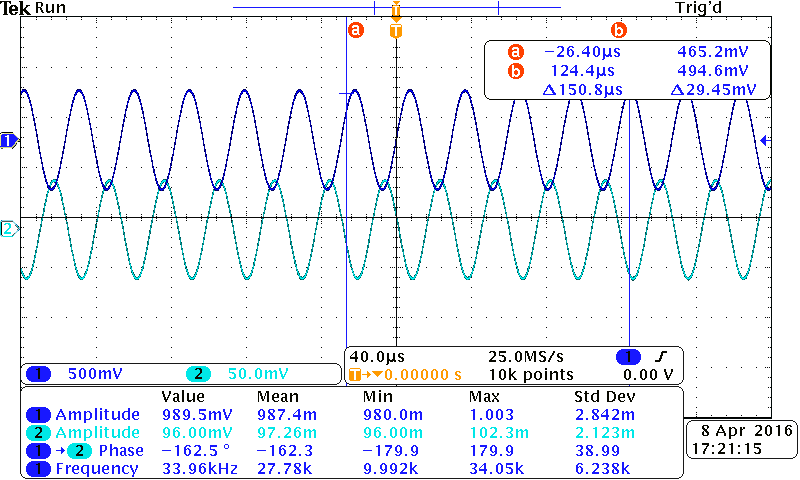 Tek Run Trig'd
T
a T b
a −26.40µs 465.2mV
b 124.4µs 494.6mV
Δ150.8µs Δ29.45mV
1
2
1 500mV 2 50.0mV
40.0µs 25.0MS/s 1
T→▼0.00000 s 10k points 0.00 V
Value Mean Min Max Std Dev
1 Amplitude 989.5mV 987.4m 980.0m 1.003 2.842m
2 Amplitude 96.00mV 97.26m 96.00m 102.3m 2.123m
1 → 2 Phase −162.5 ° −162.3 −179.9 179.9 38.99
1 Frequency 33.96kHz 27.78k 9.992k 34.05k 6.238k
8 Apr 2016
17:21:15